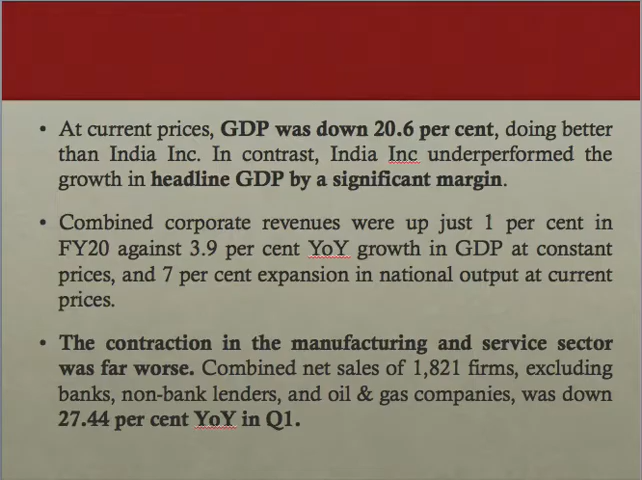 • At current prices, GDP was down 20.6 per cent, doing better
than India Inc. In contrast, India Inc underperformed the
growth in headline GDP by a significant margin.
• Combined corporate revenues were up just 1 per cent in
FY20 against 3.9 per cent YoY growth in GDP at constant
prices, and 7 per cent expansion in national output at current
prices.
• The contraction in the manufacturing and service sector
was far worse. Combined net sales of 1,821 firms, excluding
banks, non-bank lenders, and oil & gas companies, was down
27.44 per cent YoY in Q1.